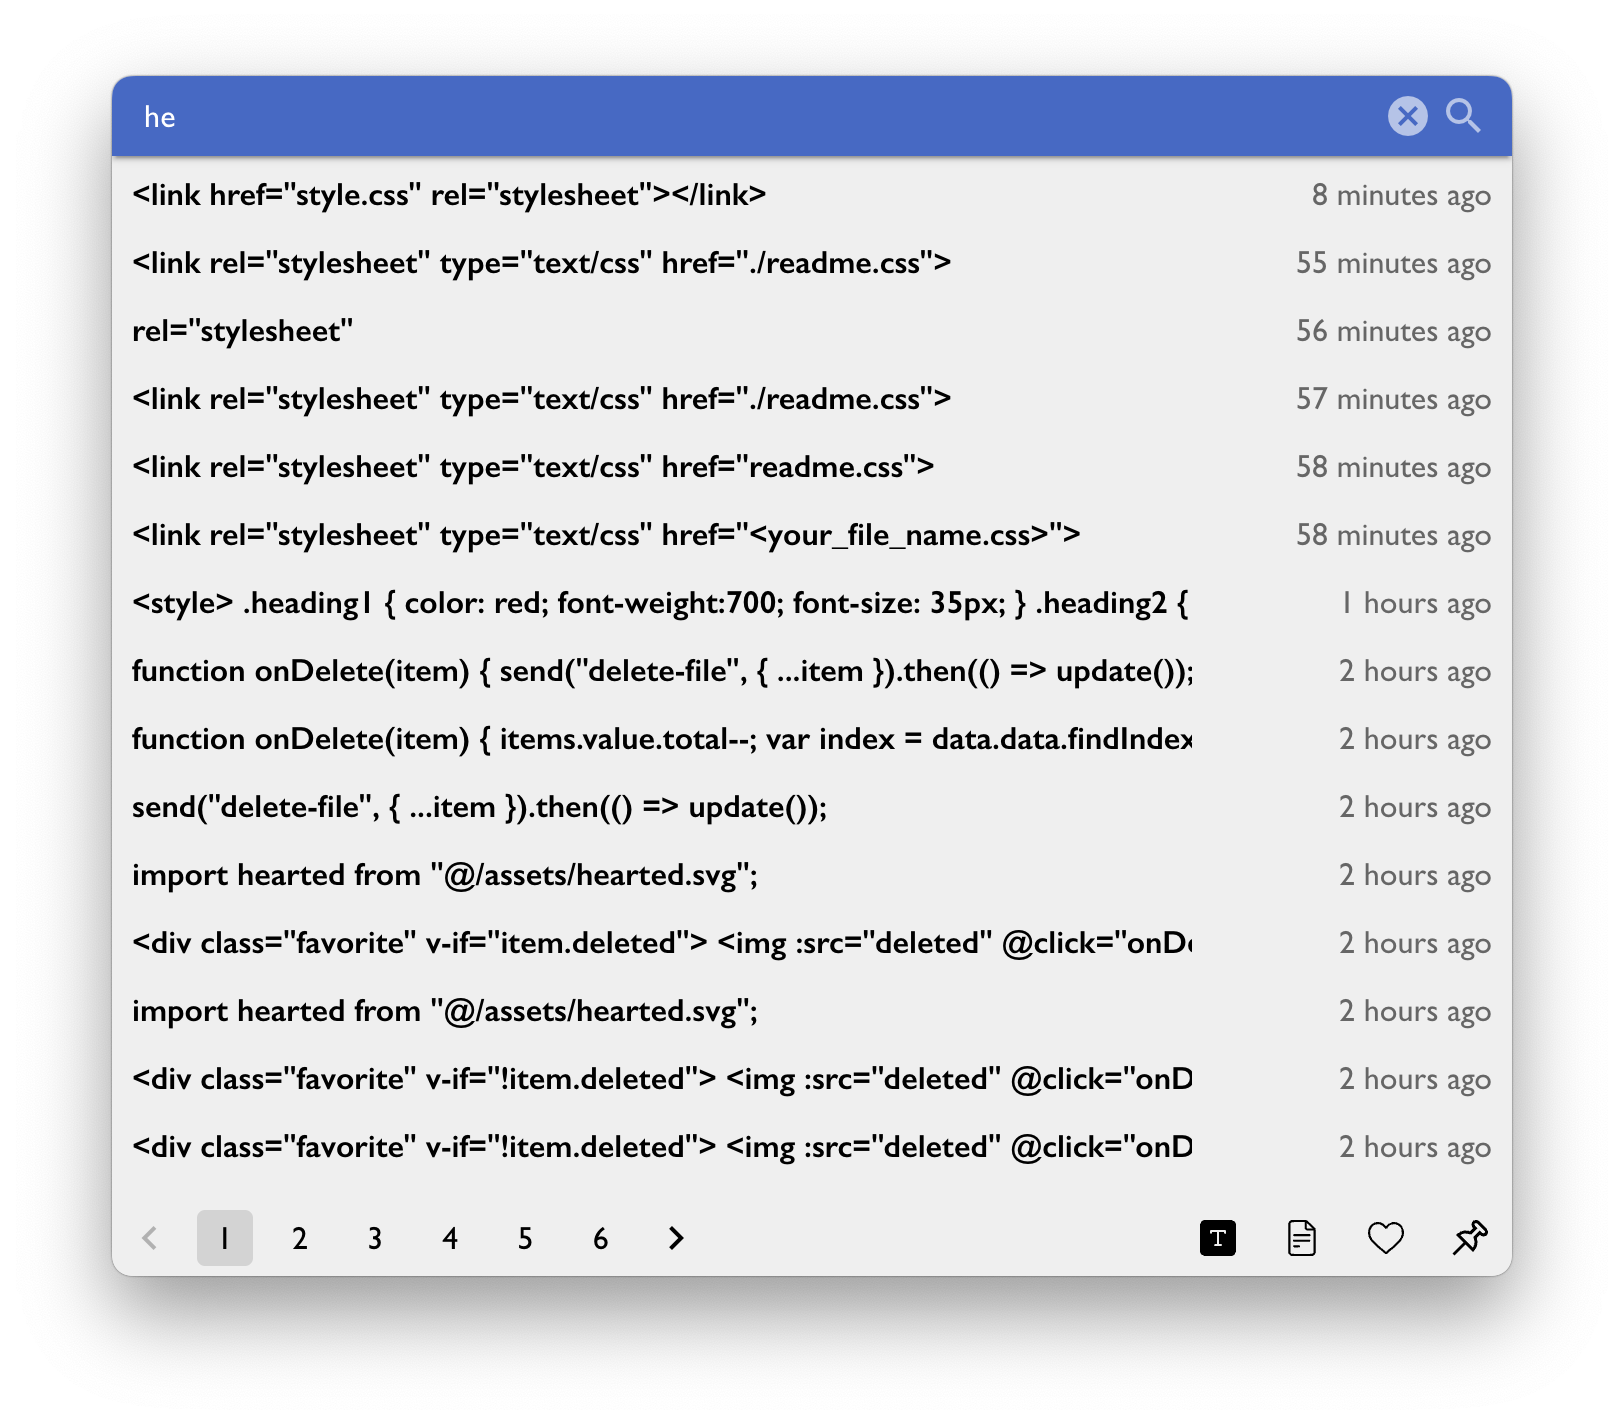 he
<link href="style.css" rel="stylesheet"></link> 8 minutes ago
<link rel="stylesheet" type="text/css" href="./readme.css"> 55 minutes ago
rel="stylesheet" 56 minutes ago
<link rel="stylesheet" type="text/css" href="./readme.css"> 57 minutes ago
<link rel="stylesheet" type="text/css" href="readme.css"> 58 minutes ago
<link rel="stylesheet" type="text/css" href="<your_file_name.css>"> 58 minutes ago
<style> .heading1 { color: red; font-weight:700; font-size: 35px; } .heading2 { 1 hours ago
function onDelete(item) { send("delete-file", { ...item }).then(() => update()); 2 hours ago
function onDelete(item) { items.value.total--; var index = data.data.findIndex 2 hours ago
send("delete-file", { ...item }).then(() => update()); 2 hours ago
import hearted from "@/assets/hearted.svg"; 2 hours ago
<div class="favorite" v-if="item.deleted"> <img :src="deleted" @click="onDe 2 hours ago
import hearted from "@/assets/hearted.svg"; 2 hours ago
<div class="favorite" v-if="!item.deleted"> <img :src="deleted" @click="onD 2 hours ago
<div class="favorite" v-if="!item.deleted"> <img :src="deleted" @click="onD 2 hours ago
1 2 3 4 5 6 T